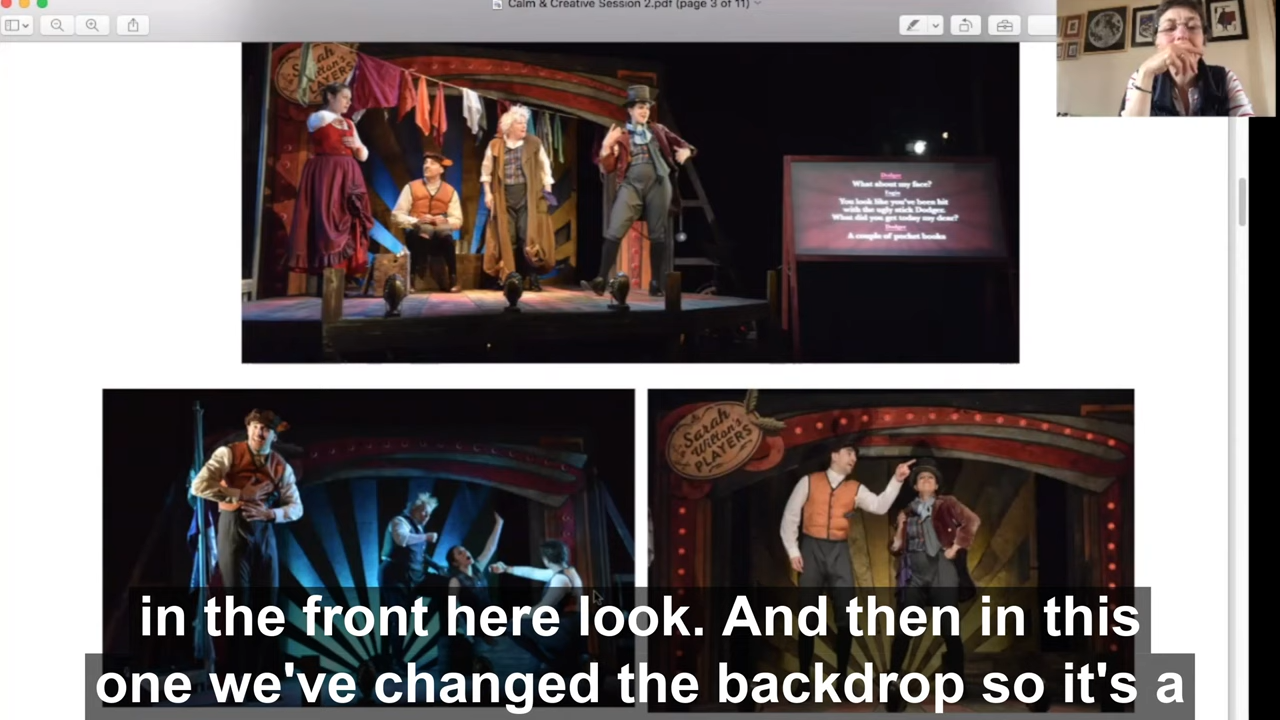 Calm & Creative Session 2.pdf (page 3 of 11)
Sarah
Wilton's
PLAYERS
Dodger
What about my face?
Fagin
You look like you've been hit
with the ugly stick Dodger.
What did you get today my dear?
Dodger
A couple of pocket books
Sarah
Wilton's
PLAYERS
in the front here look. And then in this
one we've changed the backdrop so it's a